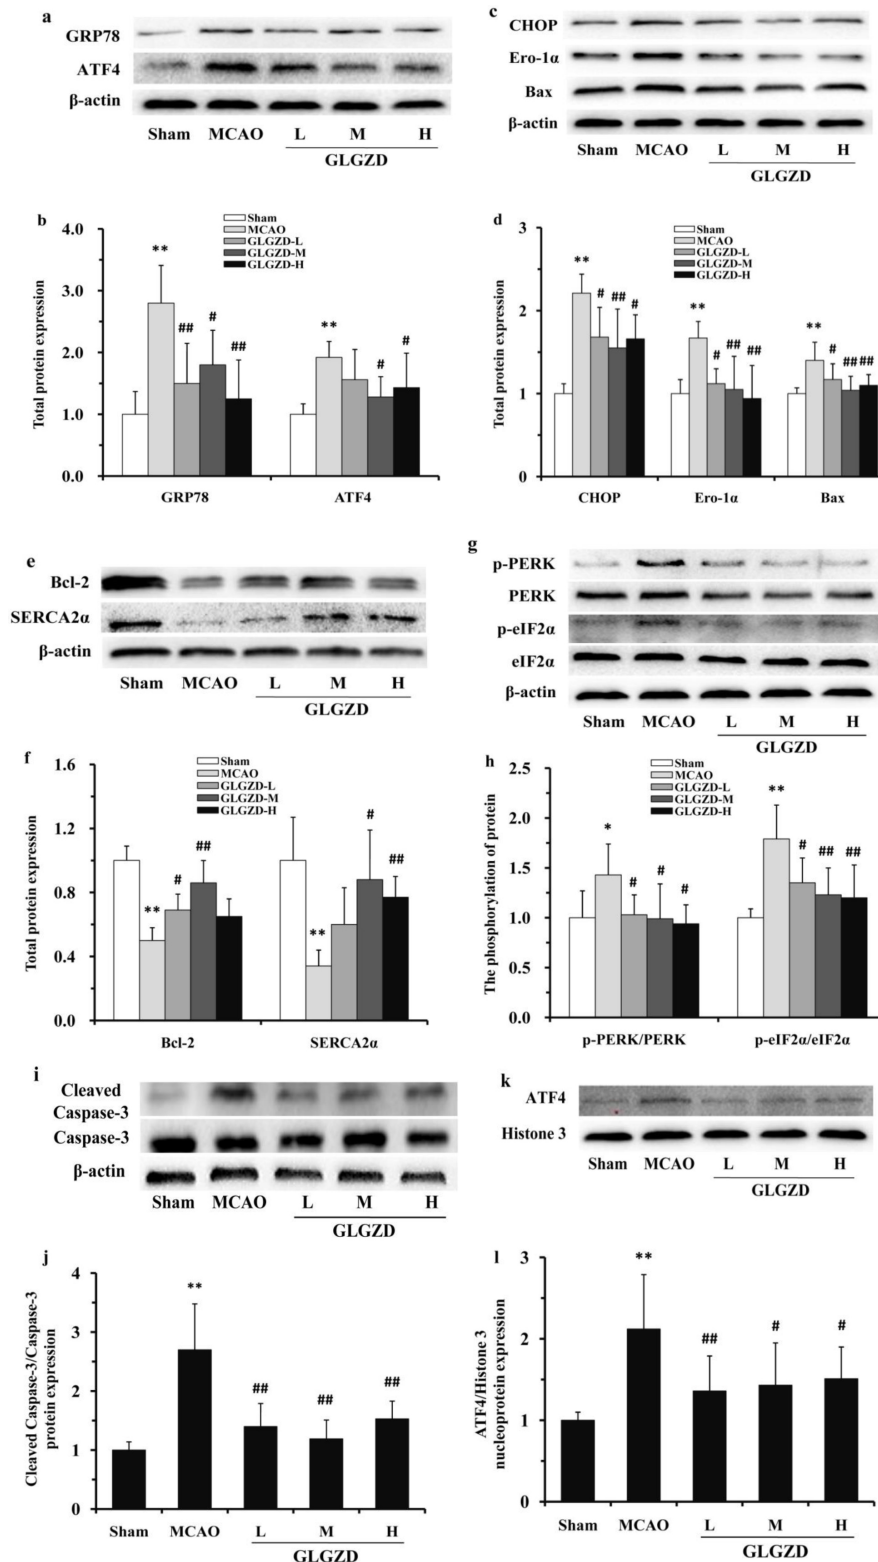 a
GRP78
ATF4
β-actin
Sham MCAO L M H
GLGZD
c
CHOP
Ero-1α
Bax
β-actin
Sham MCAO L M H
GLGZD
b
Sham
MCAO
GLGZD-L
GLGZD-M
GLGZD-H
Total protein expression
4.0
3.0
2.0
1.0
0.0
** ## # ## ** # #
GRP78 ATF4
d
Sham
MCAO
GLGZD-L
GLGZD-M
GLGZD-H
Total protein expression
3
2
1
0
** # ## # ** # ## ## ** # ## ##
CHOP Ero-1α Bax
e
Bcl-2
SERCA2α
β-actin
Sham MCAO L M H
GLGZD
g
p-PERK
PERK
p-eIF2α
eIF2α
β-actin
Sham MCAO L M H
GLGZD
f
Sham
MCAO
GLGZD-L
GLGZD-M
GLGZD-H
Total protein expression
1.6
1.2
0.8
0.4
0.0
** # ## ** # ##
Bcl-2 SERCA2α
h
Sham
MCAO
GLGZD-L
GLGZD-M
GLGZD-H
The phosphorylation of protein
2.5
2.0
1.5
1.0
0.5
0.0
* # # # ** # ## ##
p-PERK/PERK p-eIF2α/eIF2α
i
Cleaved
Caspase-3
Caspase-3
β-actin
Sham MCAO L M H
GLGZD
k
ATF4
Histone 3
Sham MCAO L M H
GLGZD
j
Cleaved Caspase-3/Caspase-3
protein expression
4
3
2
1
0
** ## ## ##
Sham MCAO L M H
GLGZD
l
ATF4/Histone 3
nucleoprotein expression
3
2
1
0
** ## # #
Sham MCAO L M H
GLGZD